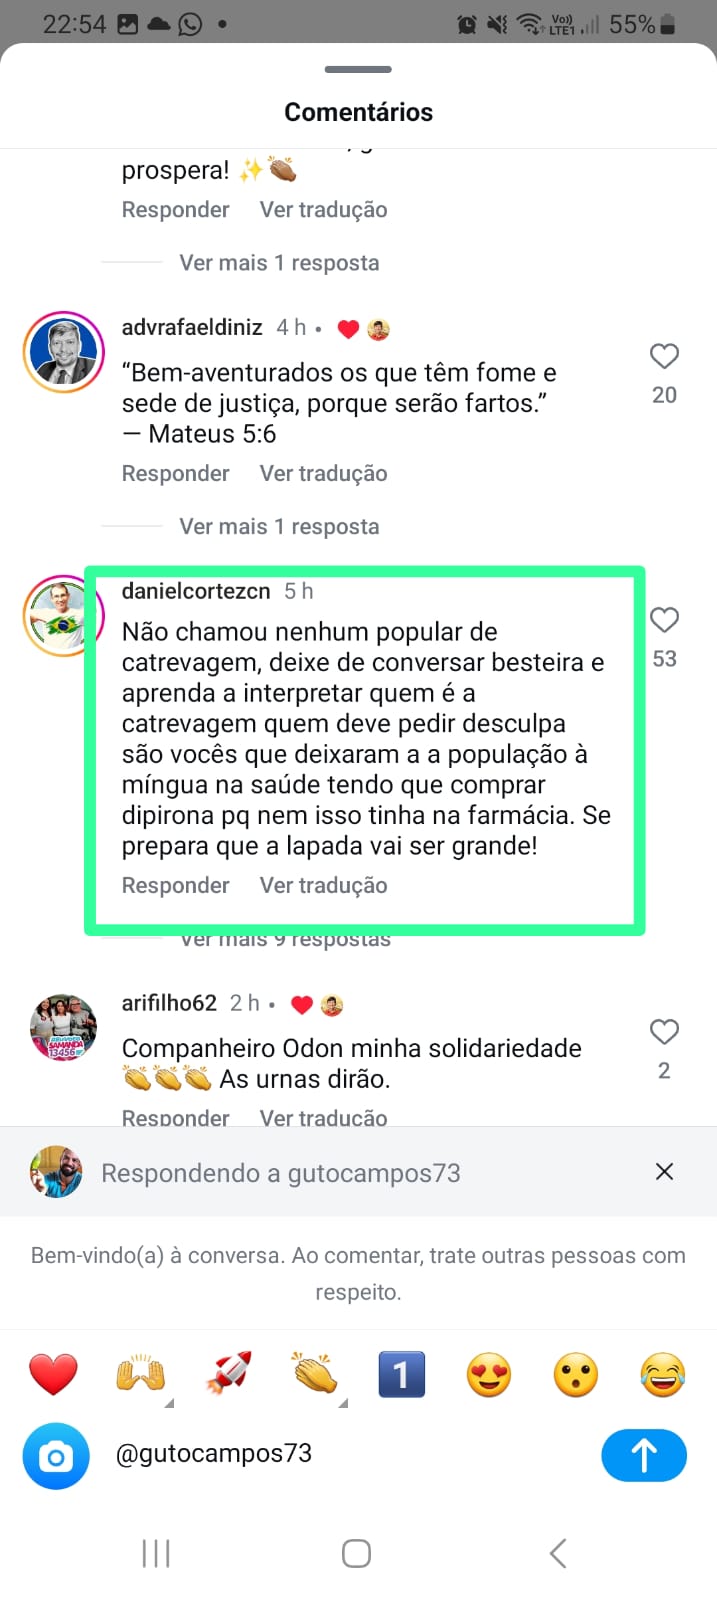 22:54
Vo))
LTE1
55%
Comentários
prospera! ✨👏🏽
Responder Ver tradução
Ver mais 1 resposta
advrafaeldiniz 4 h
“Bem-aventurados os que têm fome e
sede de justiça, porque serão fartos.”
— Mateus 5:6
20
Responder Ver tradução
Ver mais 1 resposta
danielcortezcn 5 h
Não chamou nenhum popular de
catrevagem, deixe de conversar besteira e
aprenda a interpretar quem é a
catrevagem quem deve pedir desculpa
são vocês que deixaram a a população à
míngua na saúde tendo que comprar
dipirona pq nem isso tinha na farmácia. Se
prepara que a lapada vai ser grande!
53
Responder Ver tradução
Ver mais 9 respostas
arifilho62 2 h
SAMANDA
13456
Companheiro Odon minha solidariedade
👏👏👏 As urnas dirão.
2
Responder Ver tradução
Respondendo a gutocampos73
Bem-vindo(a) à conversa. Ao comentar, trate outras pessoas com
respeito.
1
@gutocampos73